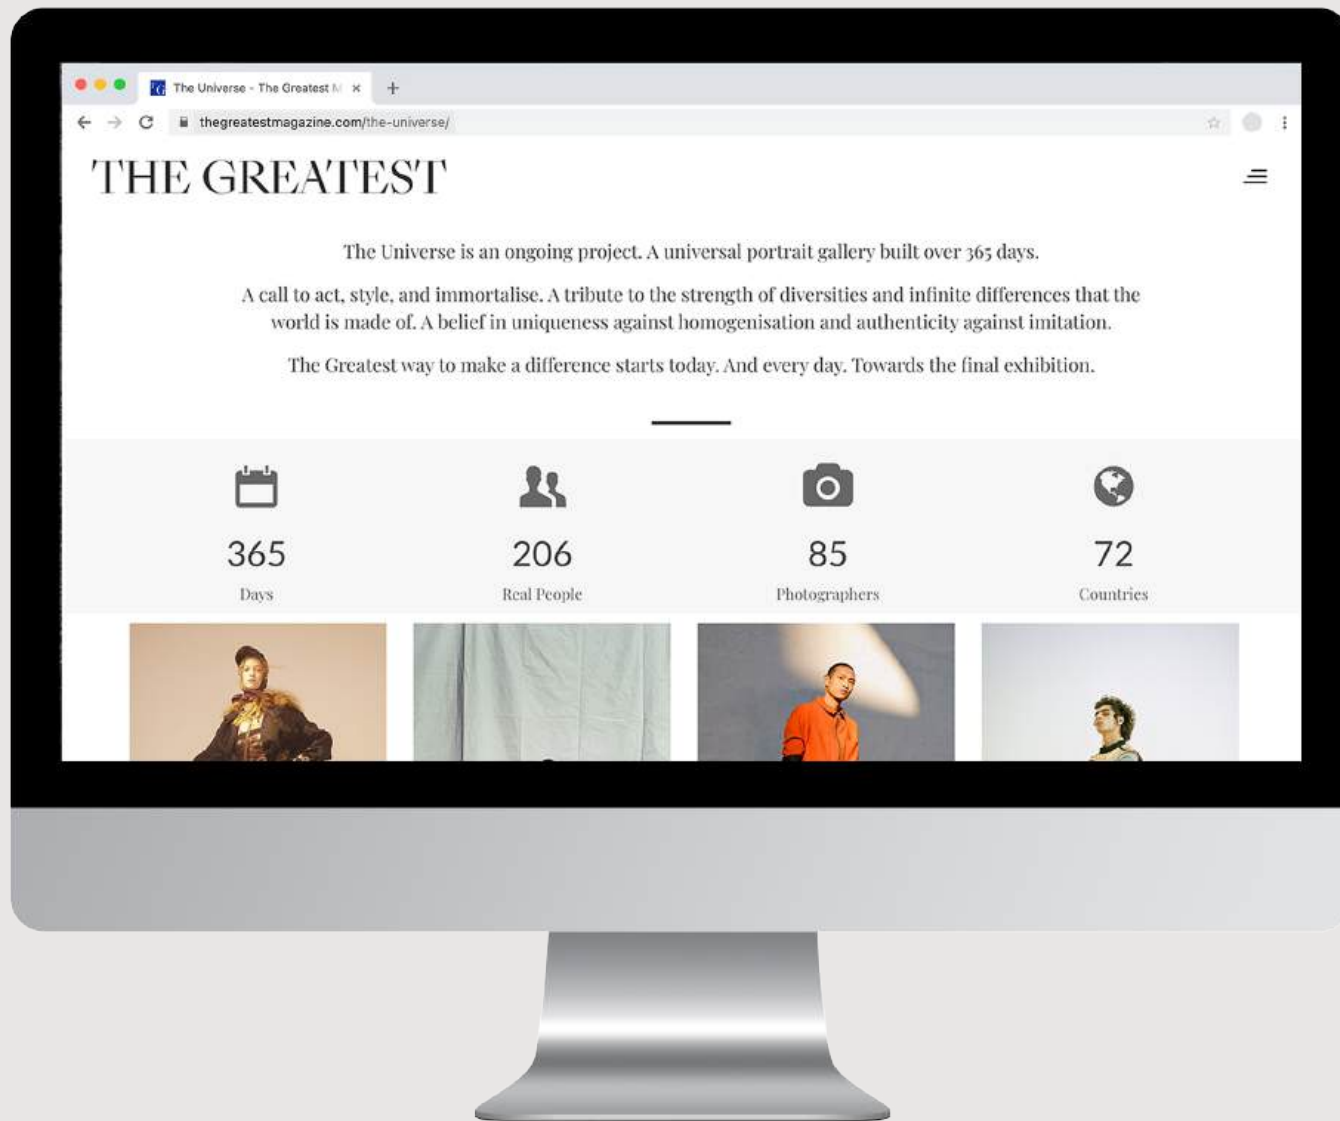 The Universe - The Greatest M
thegreatestmagazine.com/the-universe/
THE GREATEST
The Universe is an ongoing project. A universal portrait gallery built over 365 days.
A call to act, style, and immortalise. A tribute to the strength of diversities and infinite differences that the
world is made of. A belief in uniqueness against homogenisation and authenticity against imitation.
The Greatest way to make a difference starts today. And every day. Towards the final exhibition.
365 206 85 72
Days Real People Photographers Countries